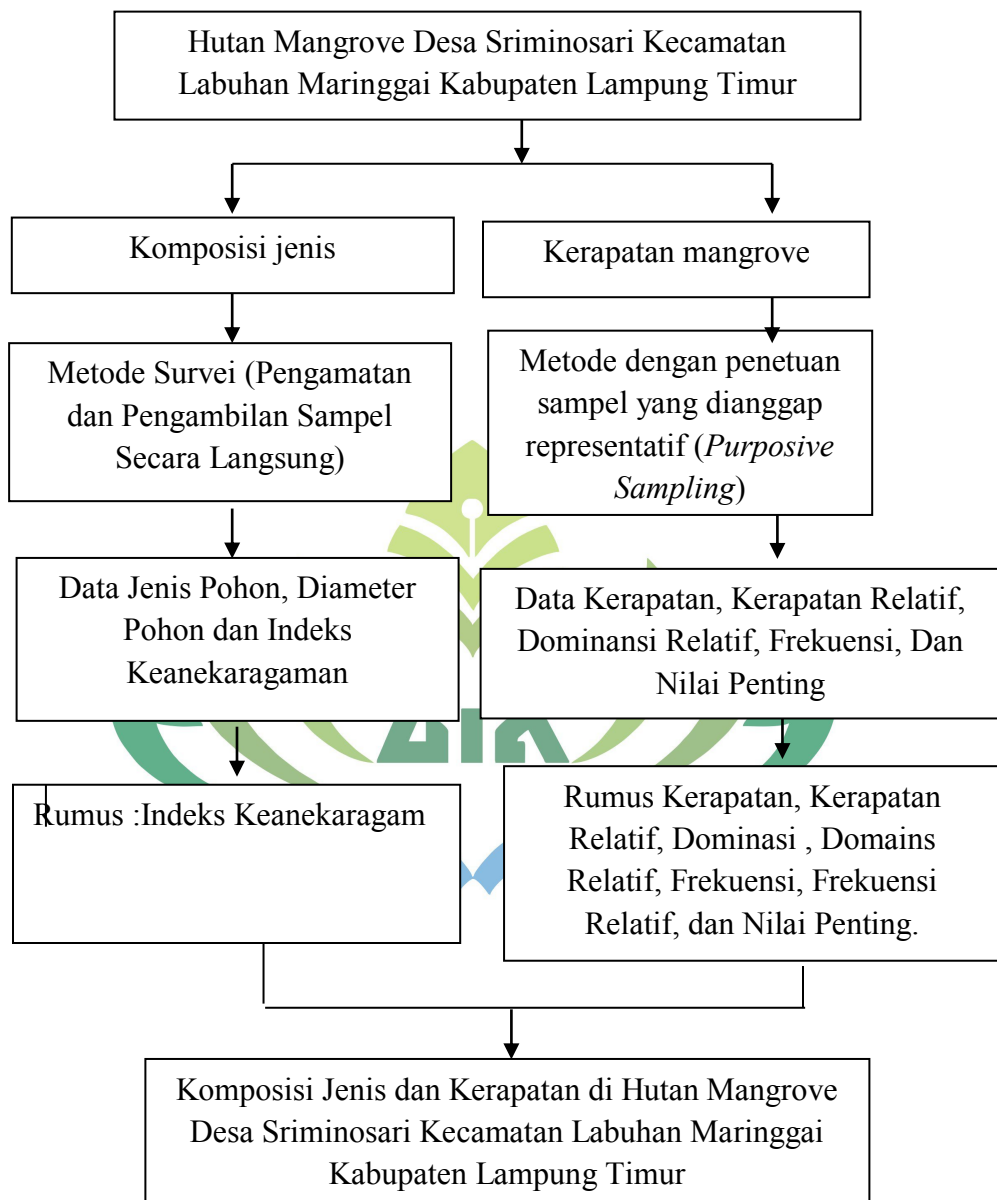 Hutan Mangrove Desa Sriminosari Kecamatan
Labuhan Maringgai Kabupaten Lampung Timur
Komposisi jenis
Kerapatan mangrove
Metode Survei (Pengamatan
dan Pengambilan Sampel
Secara Langsung)
Metode dengan penetuan
sampel yang dianggap
representatif (Purposive
Sampling)
Data Jenis Pohon, Diameter
Pohon dan Indeks
Keanekaragaman
Data Kerapatan, Kerapatan Relatif,
Dominansi Relatif, Frekuensi, Dan
Nilai Penting
Rumus :Indeks Keanekaragam
Rumus Kerapatan, Kerapatan
Relatif, Dominasi , Domains
Relatif, Frekuensi, Frekuensi
Relatif, dan Nilai Penting.
Komposisi Jenis dan Kerapatan di Hutan Mangrove
Desa Sriminosari Kecamatan Labuhan Maringgai
Kabupaten Lampung Timur